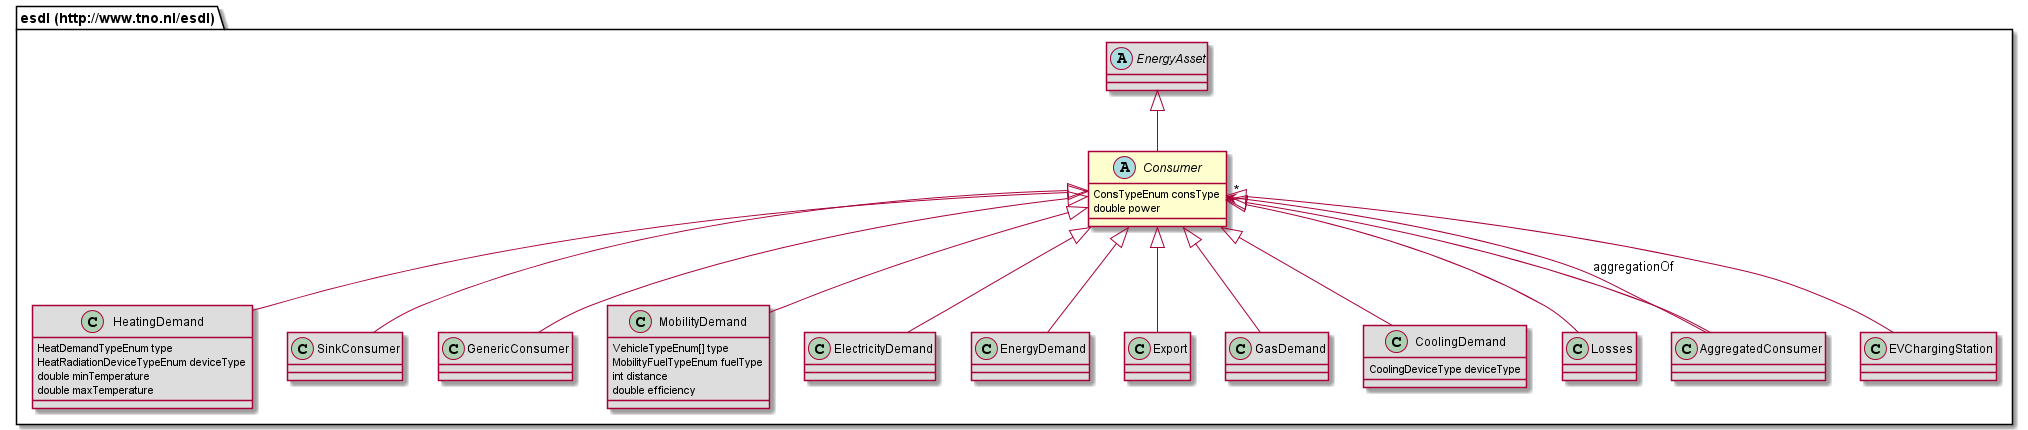 esdl (http://www.tno.nl/esdl)
A EnergyAsset
A Consumer
ConsTypeEnum consType
double power
*
aggregationOf
C HeatingDemand
HeatDemandTypeEnum type
HeatRadiationDeviceTypeEnum deviceType
double minTemperature
double maxTemperature
C SinkConsumer
C GenericConsumer
C MobilityDemand
VehicleTypeEnum[] type
MobilityFuelTypeEnum fuelType
int distance
double efficiency
C ElectricityDemand
C EnergyDemand
C Export
C GasDemand
C CoolingDemand
CoolingDeviceType deviceType
C Losses
C AggregatedConsumer
C EVChargingStation